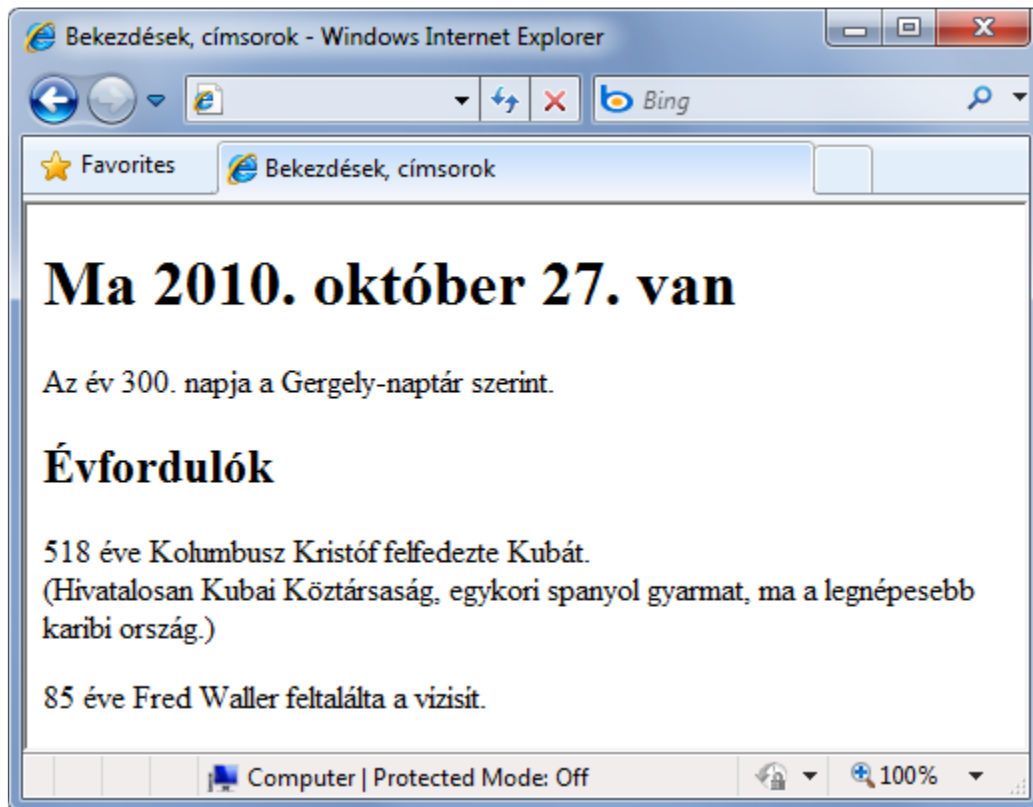 Bekezdések, címsorok - Windows Internet Explorer
Bing
Favorites
Bekezdések, címsorok
Ma 2010. október 27. van
Az év 300. napja a Gergely-naptár szerint.
Évfordulók
518 éve Kolumbusz Kristóf felfedezte Kubát.
(Hivatalosan Kubai Köztársaság, egykori spanyol gyarmat, ma a legnépesebb
karibi ország.)
85 éve Fred Waller feltalálta a vizisít.
Computer | Protected Mode: Off
100%